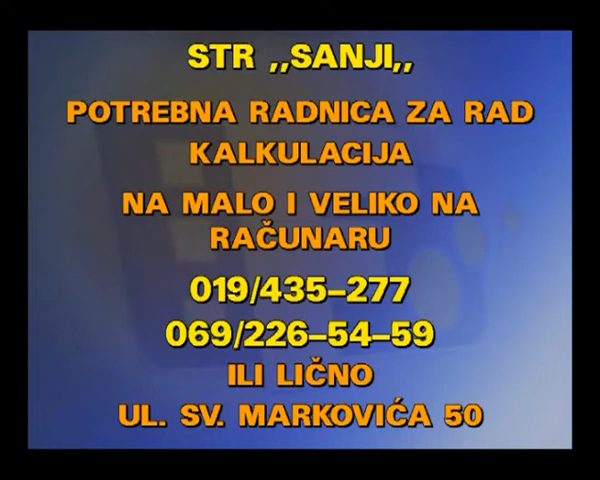 STR ,,SANJI,,
POTREBNA RADNICA ZA RAD
KALKULACIJA
NA MALO I VELIKO NA
RAČUNARU
019/435-277
069/226-54-59
ILI LIČNO
UL. SV. MARKOVIĆA 50